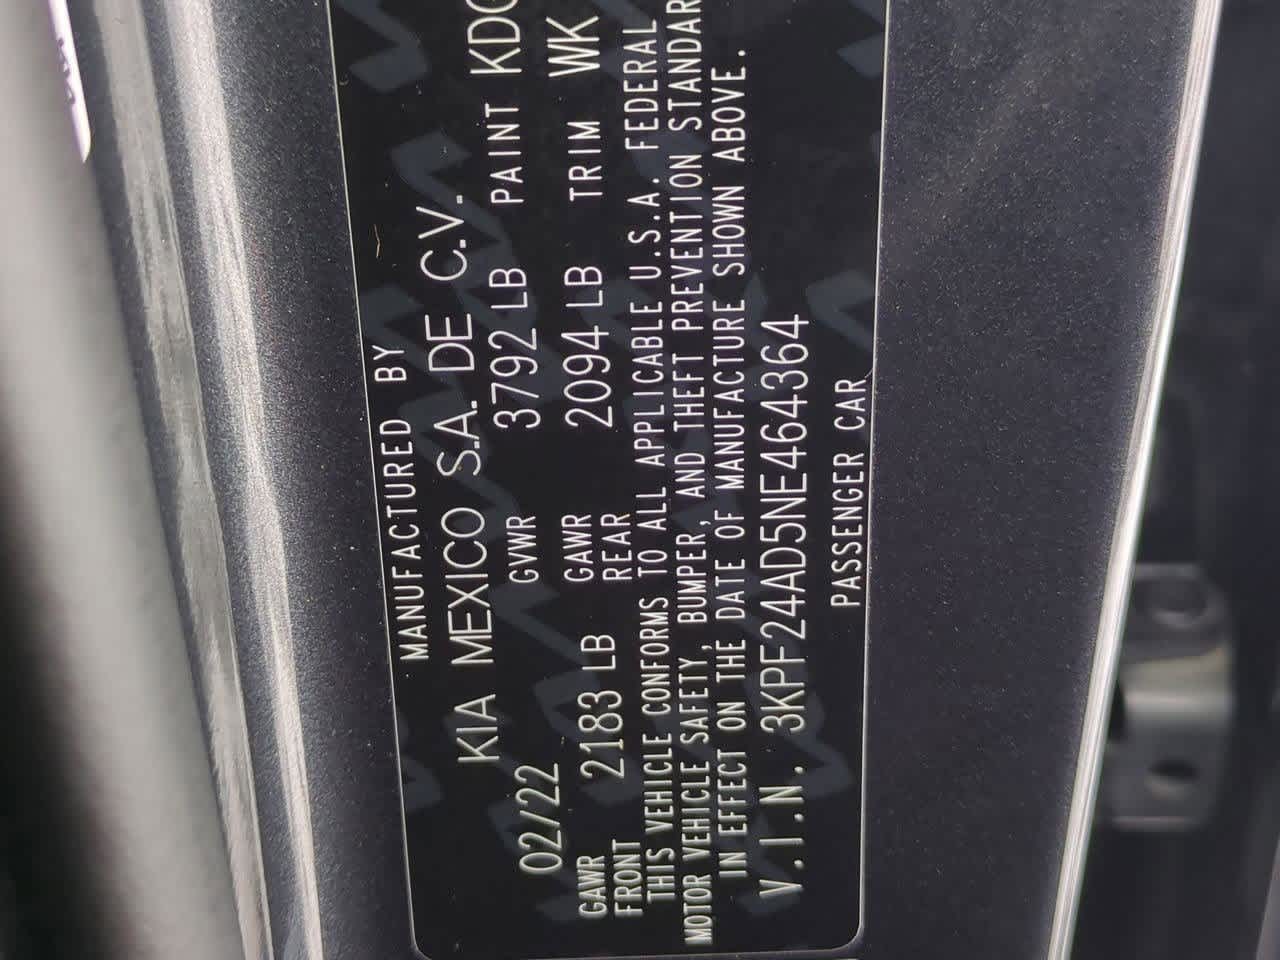 MANUFACTURED BY
KIA MEXICO S.A. DE C.V.
02/22 GVWR 3792 LB PAINT KDG
GAWR FRONT 2183 LB GAWR REAR 2094 LB TRIM WK
THIS VEHICLE CONFORMS TO ALL APPLICABLE U.S.A. FEDERAL
MOTOR VEHICLE SAFETY, BUMPER, AND THEFT PREVENTION STANDAR
IN EFFECT ON THE DATE OF MANUFACTURE SHOWN ABOVE.
V.I.N. 3KPF24AD5NE464364
PASSENGER CAR